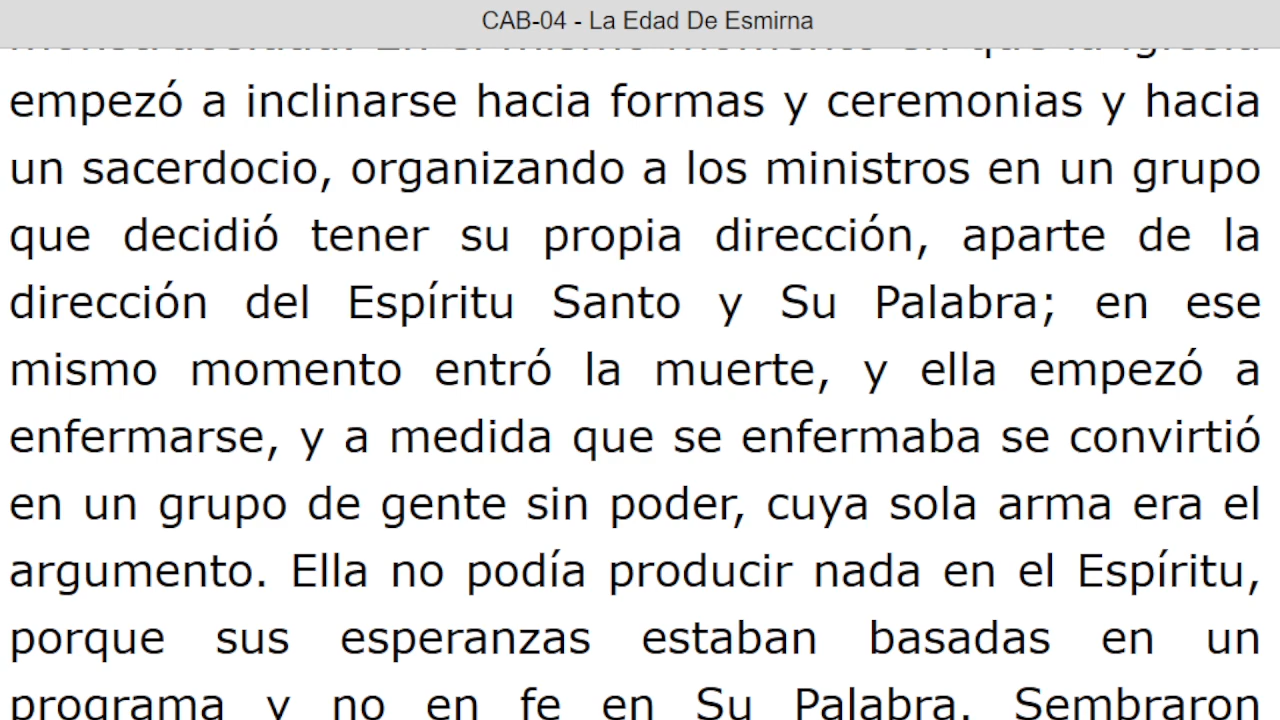 CAB-04 - La Edad De Esmirna
empezó a inclinarse hacia formas y ceremonias y hacia
un sacerdocio, organizando a los ministros en un grupo
que decidió tener su propia dirección, aparte de la
dirección del Espíritu Santo y Su Palabra; en ese
mismo momento entró la muerte, y ella empezó a
enfermarse, y a medida que se enfermaba se convirtió
en un grupo de gente sin poder, cuya sola arma era el
argumento. Ella no podía producir nada en el Espíritu,
porque sus esperanzas estaban basadas en un
programa y no en fe en Su Palabra. Sembraron